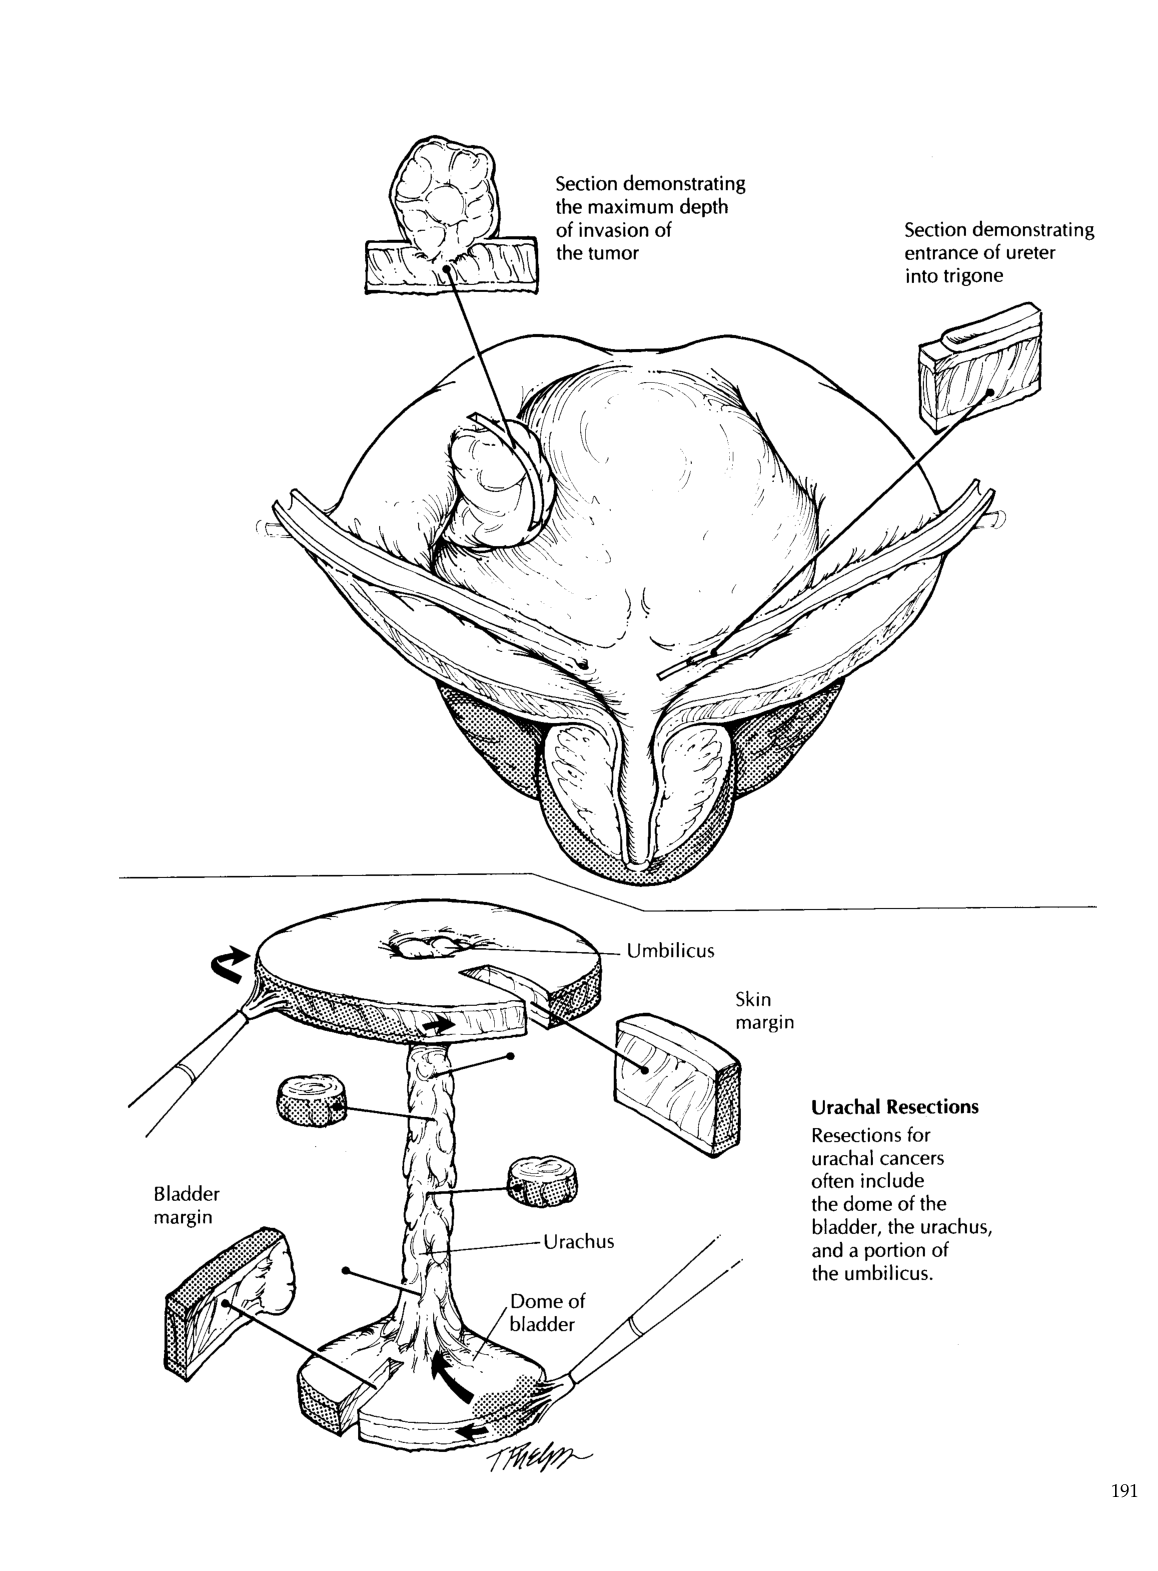 Section demonstrating
the maximum depth
of invasion of
the tumor
Section demonstrating
entrance of ureter
into trigone
Umbilicus
Skin
margin
Urachal Resections
Resections for
urachal cancers
often include
the dome of the
bladder, the urachus,
and a portion of
the umbilicus.
Bladder
margin
Urachus
Dome of
bladder
T Phelps
191